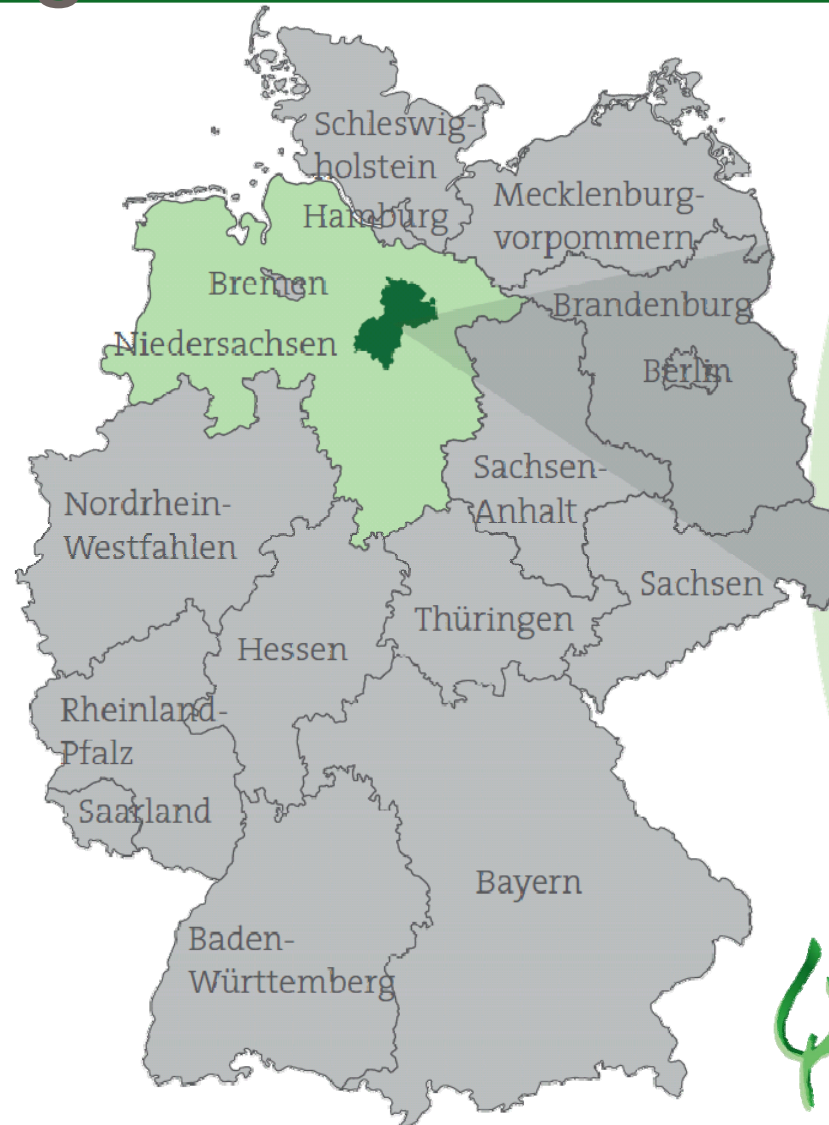 Schleswig-
holstein
Hamburg
Mecklenburg-
vorpommern
Bremen
Brandenburg
Niedersachsen
Berlin
Sachsen-
Anhalt
Nordrhein-
Westfahlen
Sachsen
Thüringen
Hessen
Rheinland-
Pfalz
Saarland
Bayern
Baden-
Württemberg